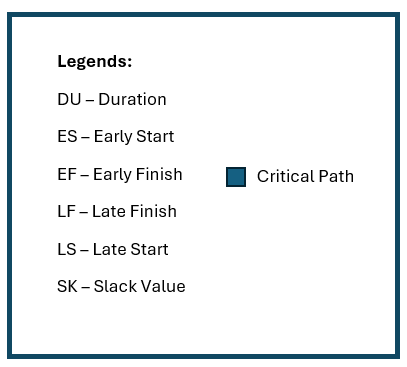 Legends:
DU – Duration
ES – Early Start
EF – Early Finish
Critical Path
LF – Late Finish
LS – Late Start
SK – Slack Value